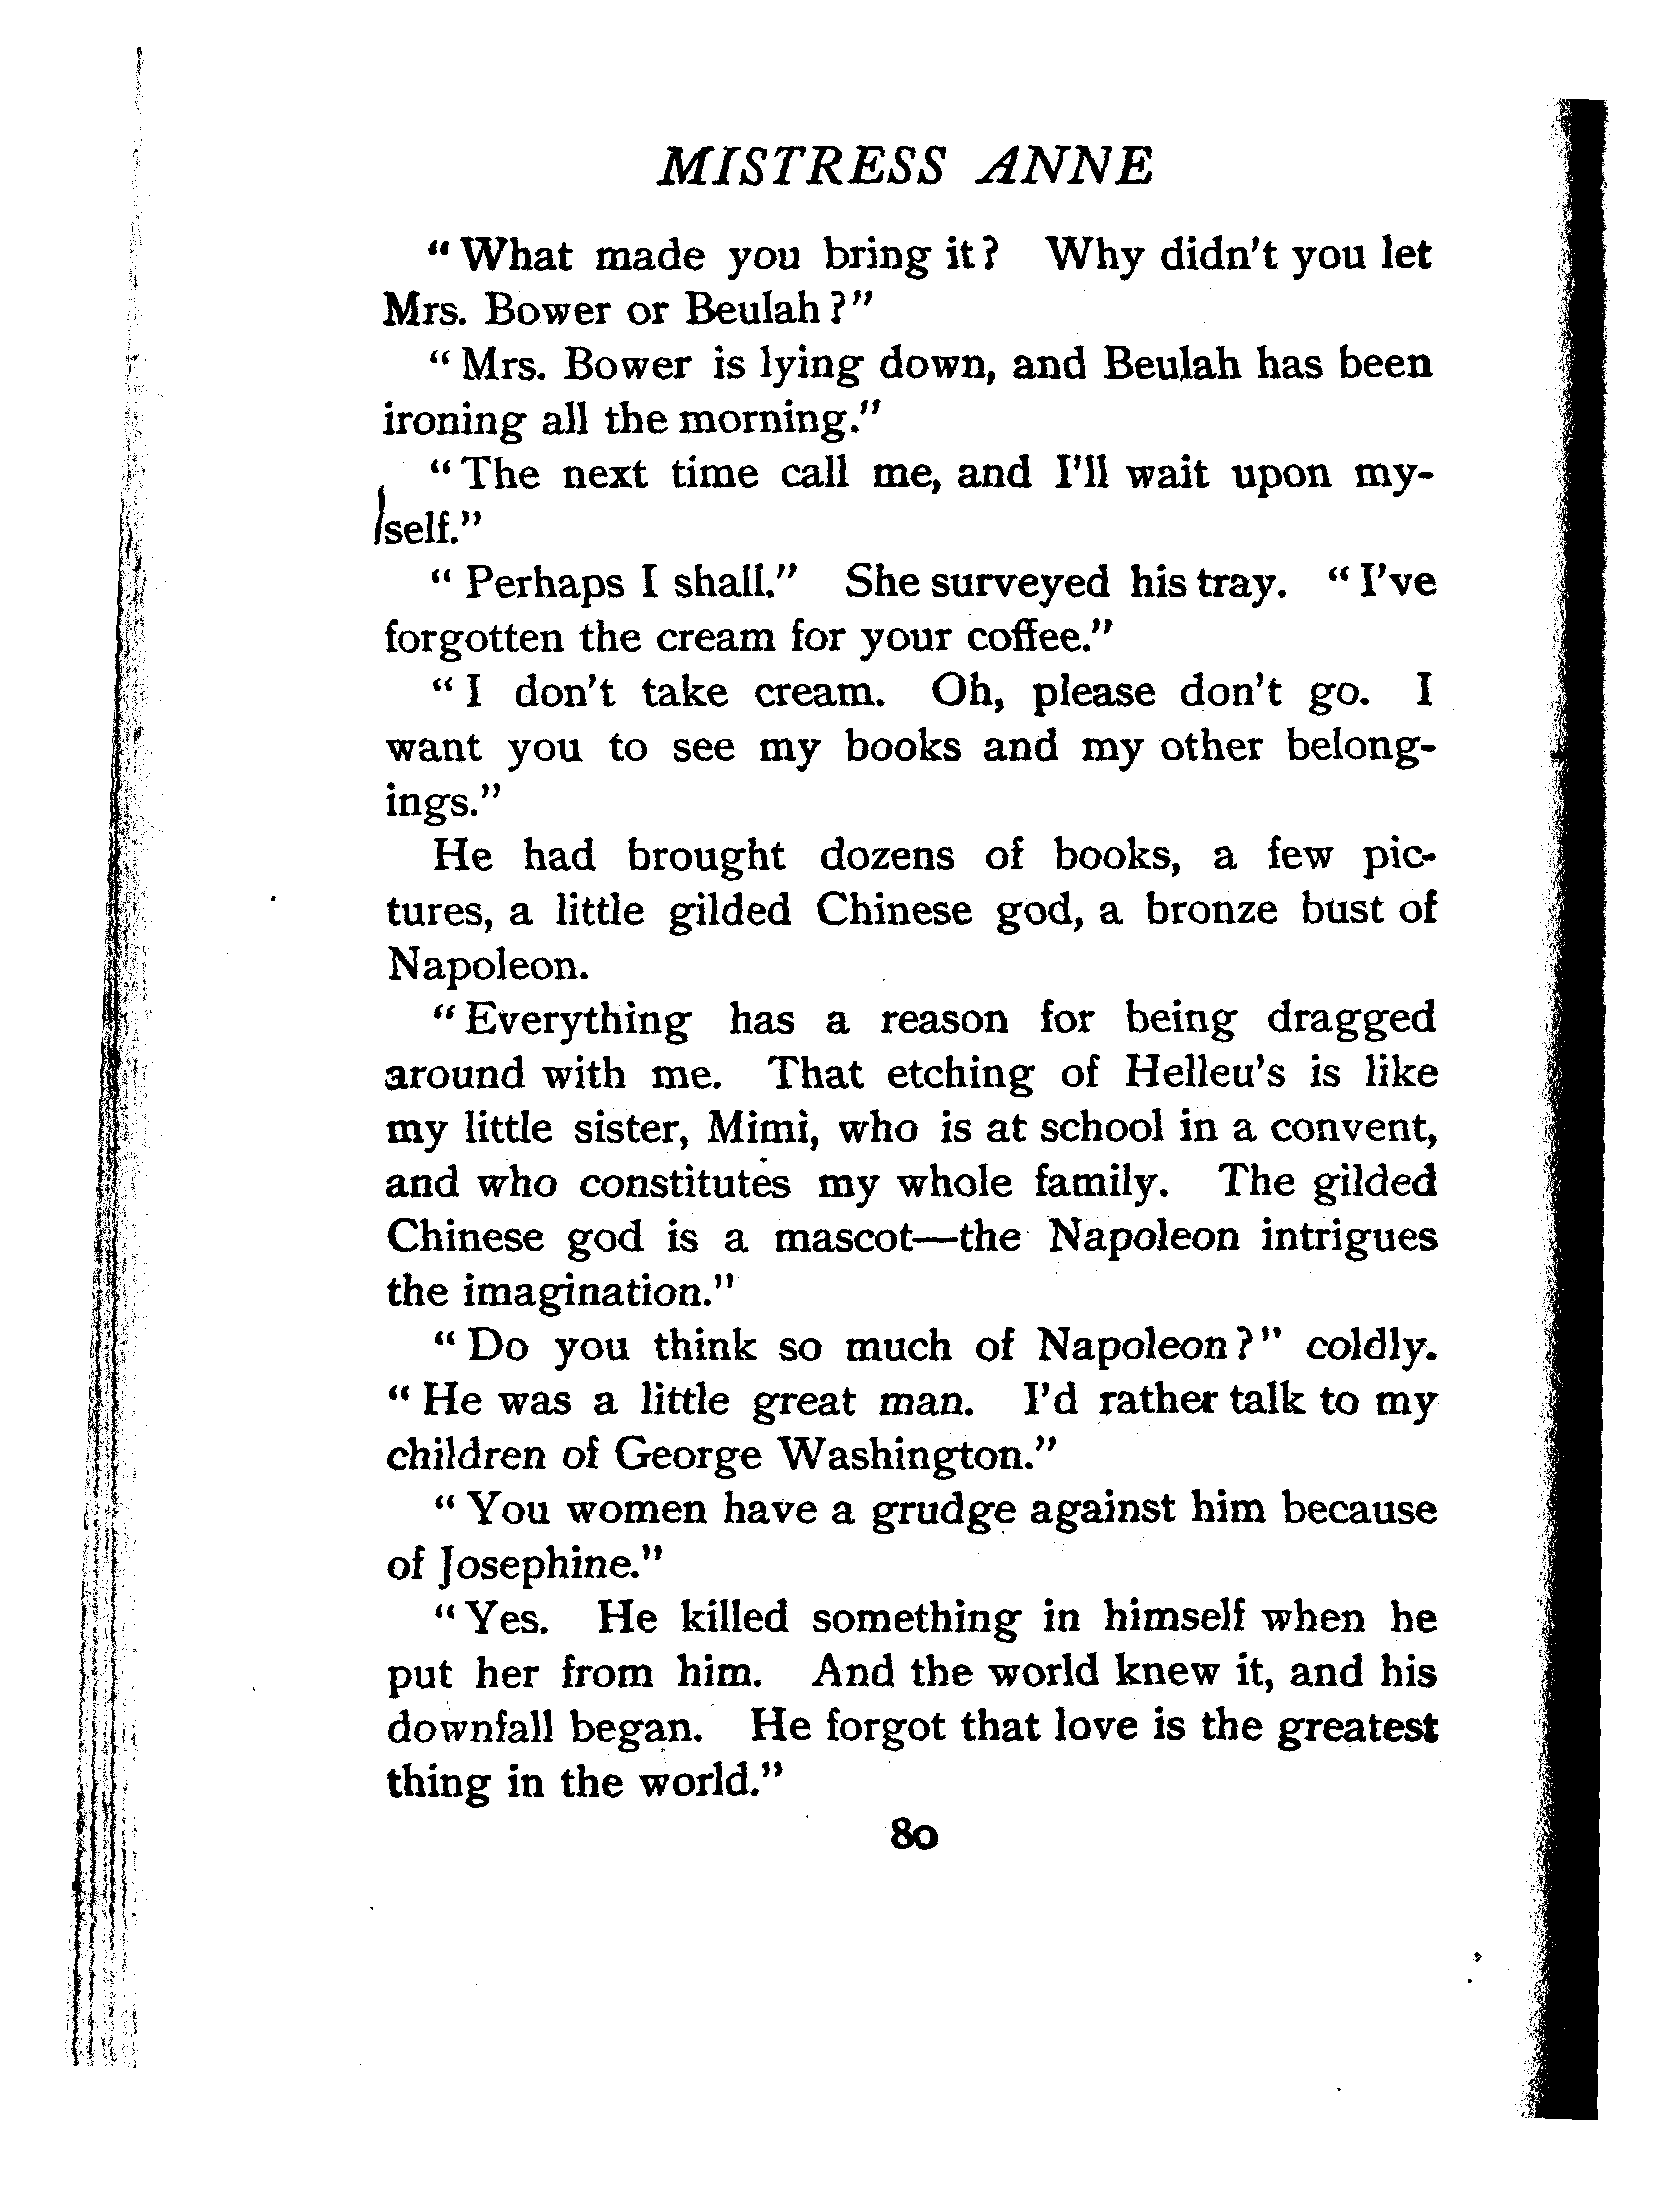 MISTRESS ANNE
"What made you bring it? Why didn't you let
Mrs. Bower or Beulah?"
"Mrs. Bower is lying down, and Beulah has been
ironing all the morning."
"The next time call me, and I'll wait upon my-
self."
"Perhaps I shall." She surveyed his tray. "I've
forgotten the cream for your coffee."
"I don't take cream. Oh, please don't go. I
want you to see my books and my other belong-
ings."
He had brought dozens of books, a few pic-
tures, a little gilded Chinese god, a bronze bust of
Napoleon.
"Everything has a reason for being dragged
around with me. That etching of Helleu's is like
my little sister, Mimi, who is at school in a convent,
and who constitutes my whole family. The gilded
Chinese god is a mascot—the Napoleon intrigues
the imagination."
"Do you think so much of Napoleon?" coldly.
"He was a little great man. I'd rather talk to my
children of George Washington."
"You women have a grudge against him because
of Josephine."
"Yes. He killed something in himself when he
put her from him. And the world knew it, and his
downfall began. He forgot that love is the greatest
thing in the world."
80